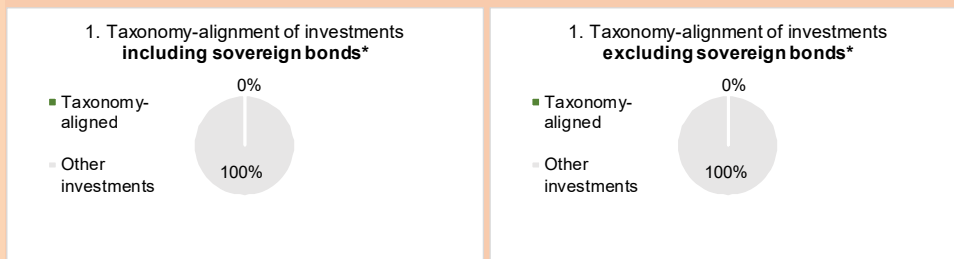 1. Taxonomy-alignment of investments
including sovereign bonds*
0%
Taxonomy-
aligned
Other
investments
100%
1. Taxonomy-alignment of investments
excluding sovereign bonds*
0%
Taxonomy-
aligned
Other
investments
100%